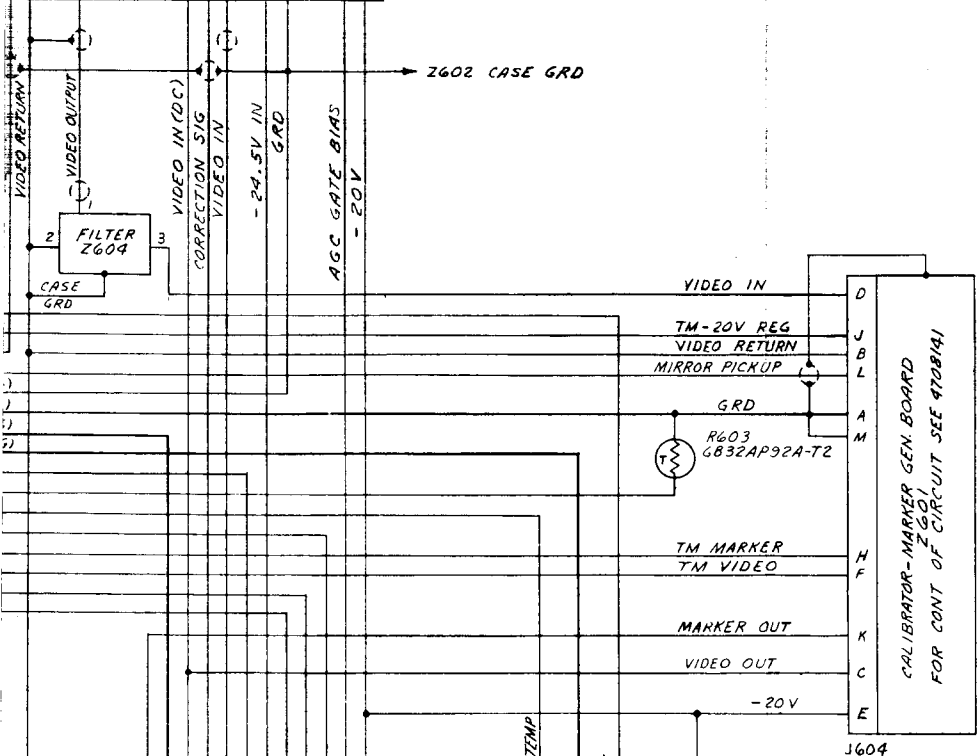 Z602 CASE GRD
VIDEO RETURN
VIDEO OUTPUT
VIDEO IN (DC)
CORRECTION SIG
VIDEO IN
-24.5V IN
GRD
AGC GATE BIAS
-20V
1
2
FILTER
Z604
3
CASE
GRD
VIDEO IN
D
TM-20V REG
J
VIDEO RETURN
B
MIRROR PICKUP
L
GRD
A
M
R603
GB32AP92A-T2
T
TM MARKER
H
TM VIDEO
F
MARKER OUT
K
VIDEO OUT
C
-20V
E
TEMP
CALIBRATOR-MARKER GEN. BOARD
Z601
FOR CONT OF CIRCUIT SEE 4708141
J604